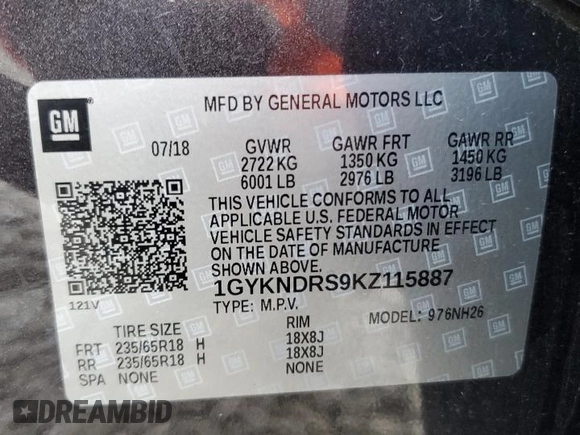 GM
MFD BY GENERAL MOTORS LLC
07/18 GVWR GAWR FRT GAWR RR
2722 KG 1350 KG 1450 KG
6001 LB 2976 LB 3196 LB
THIS VEHICLE CONFORMS TO ALL
APPLICABLE U.S. FEDERAL MOTOR
VEHICLE SAFETY STANDARDS IN EFFECT
ON THE DATE OF MANUFACTURE
SHOWN ABOVE.
1GYKNDRS9KZ115887
121V
TYPE: M.P.V.
MODEL: 976NH26
TIRE SIZE RIM
FRT 235/65R18 H 18X8J
RR 235/65R18 H 18X8J
SPA NONE NONE
DREAMBID